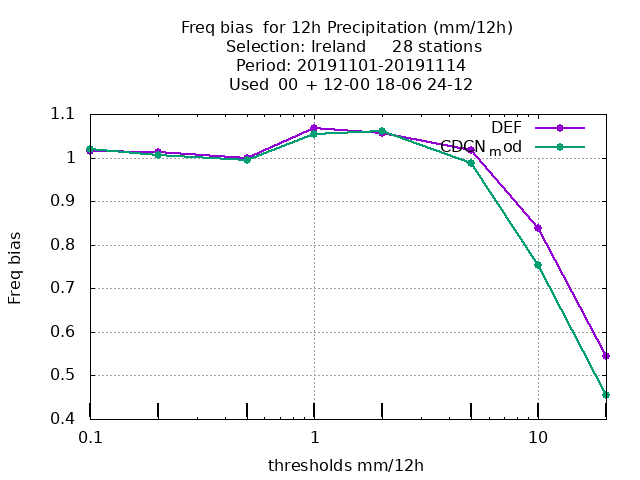 Freq bias  for 12h Precipitation (mm/12h)
Selection: Ireland     28 stations
Period: 20191101-20191114
Used  00 + 12-00 18-06 24-12
DEF
CDCN_mod
1.1
1
0.9
0.8
0.7
0.6
0.5
0.4
Freq bias
0.1
1
10
thresholds mm/12h